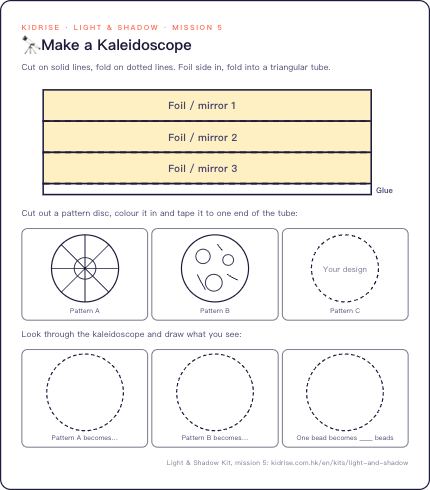 KIDRISE · LIGHT & SHADOW · MISSION 5
Make a Kaleidoscope
Cut on solid lines, fold on dotted lines. Foil side in, fold into a triangular tube.
Foil / mirror 1
Foil / mirror 2
Foil / mirror 3
Glue
Cut out a pattern disc, colour it in and tape it to one end of the tube:
Your design
Pattern A
Pattern B
Pattern C
Look through the kaleidoscope and draw what you see:
Pattern A becomes...
Pattern B becomes...
One bead becomes ____ beads
Light & Shadow Kit, mission 5: kidrise.com.hk/en/kits/light-and-shadow